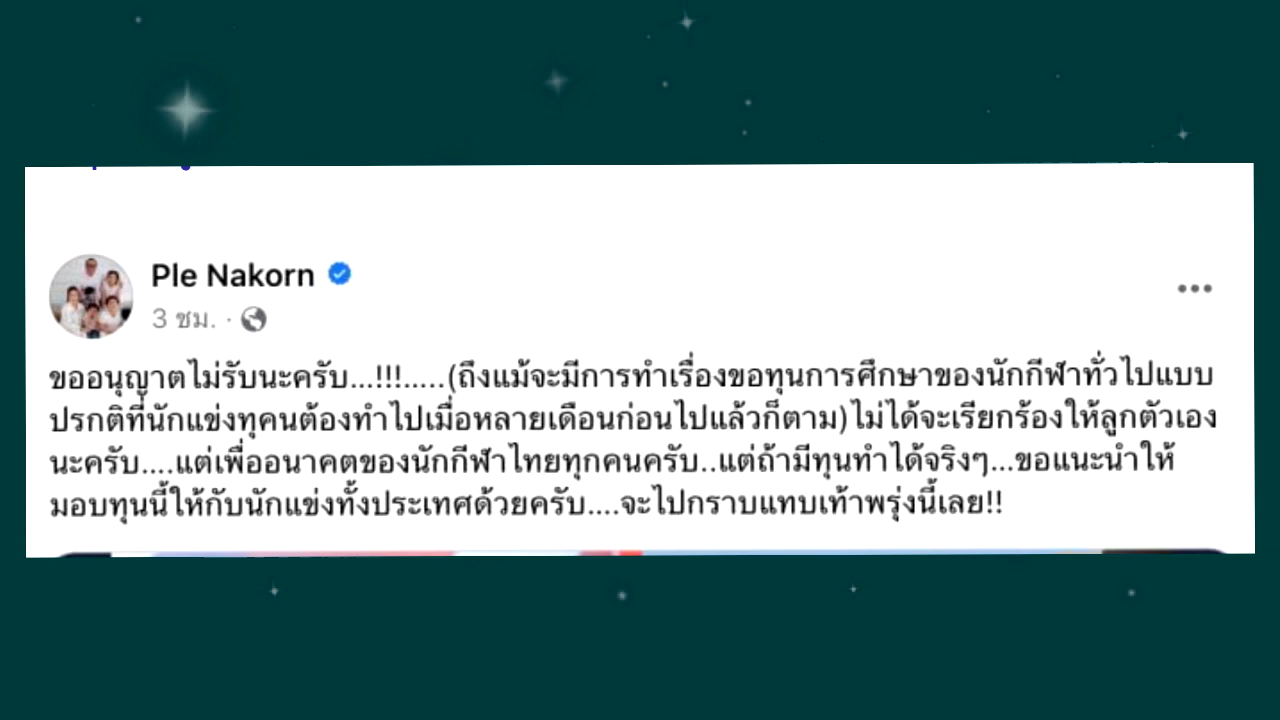 Ple Nakorn
3 ชม. ·
ขออนุญาตไม่รับนะครับ...!!!.....(ถึงแม้จะมีการทำเรื่องขอทุนการศึกษาของนักกีฬาทั่วไปแบบ
ปรกติที่นักแข่งทุคนต้องทำไปเมื่อหลายเดือนก่อนไปแล้วก็ตาม)ไม่ได้จะเรียกร้องให้ลูกตัวเอง
นะครับ....แต่เพื่ออนาคตของนักกีฬาไทยทุกคนครับ..แต่ถ้ามีทุนทำได้จริงๆ...ขอแนะนำให้
มอบทุนนี้ให้กับนักแข่งทั้งประเทศด้วยครับ....จะไปกราบแทบเท้าพรุ่งนี้เลย!!